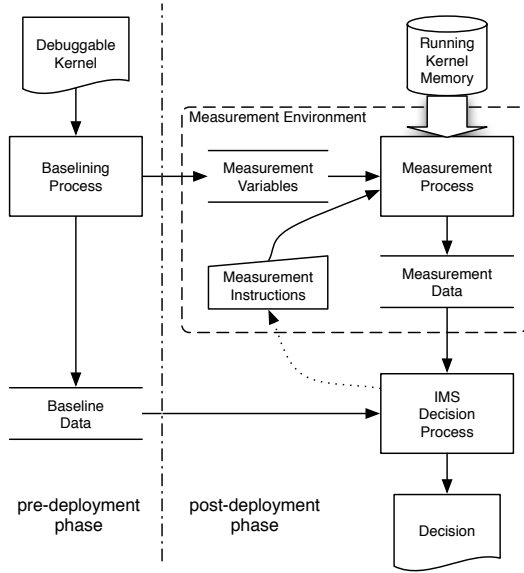 Debuggable
Kernel
Running
Kernel
Memory
Measurement Environment
Baselining
Process
Measurement
Variables
Measurement
Process
Measurement
Instructions
Measurement
Data
Baseline
Data
IMS
Decision
Process
pre-deployment
phase
post-deployment
phase
Decision